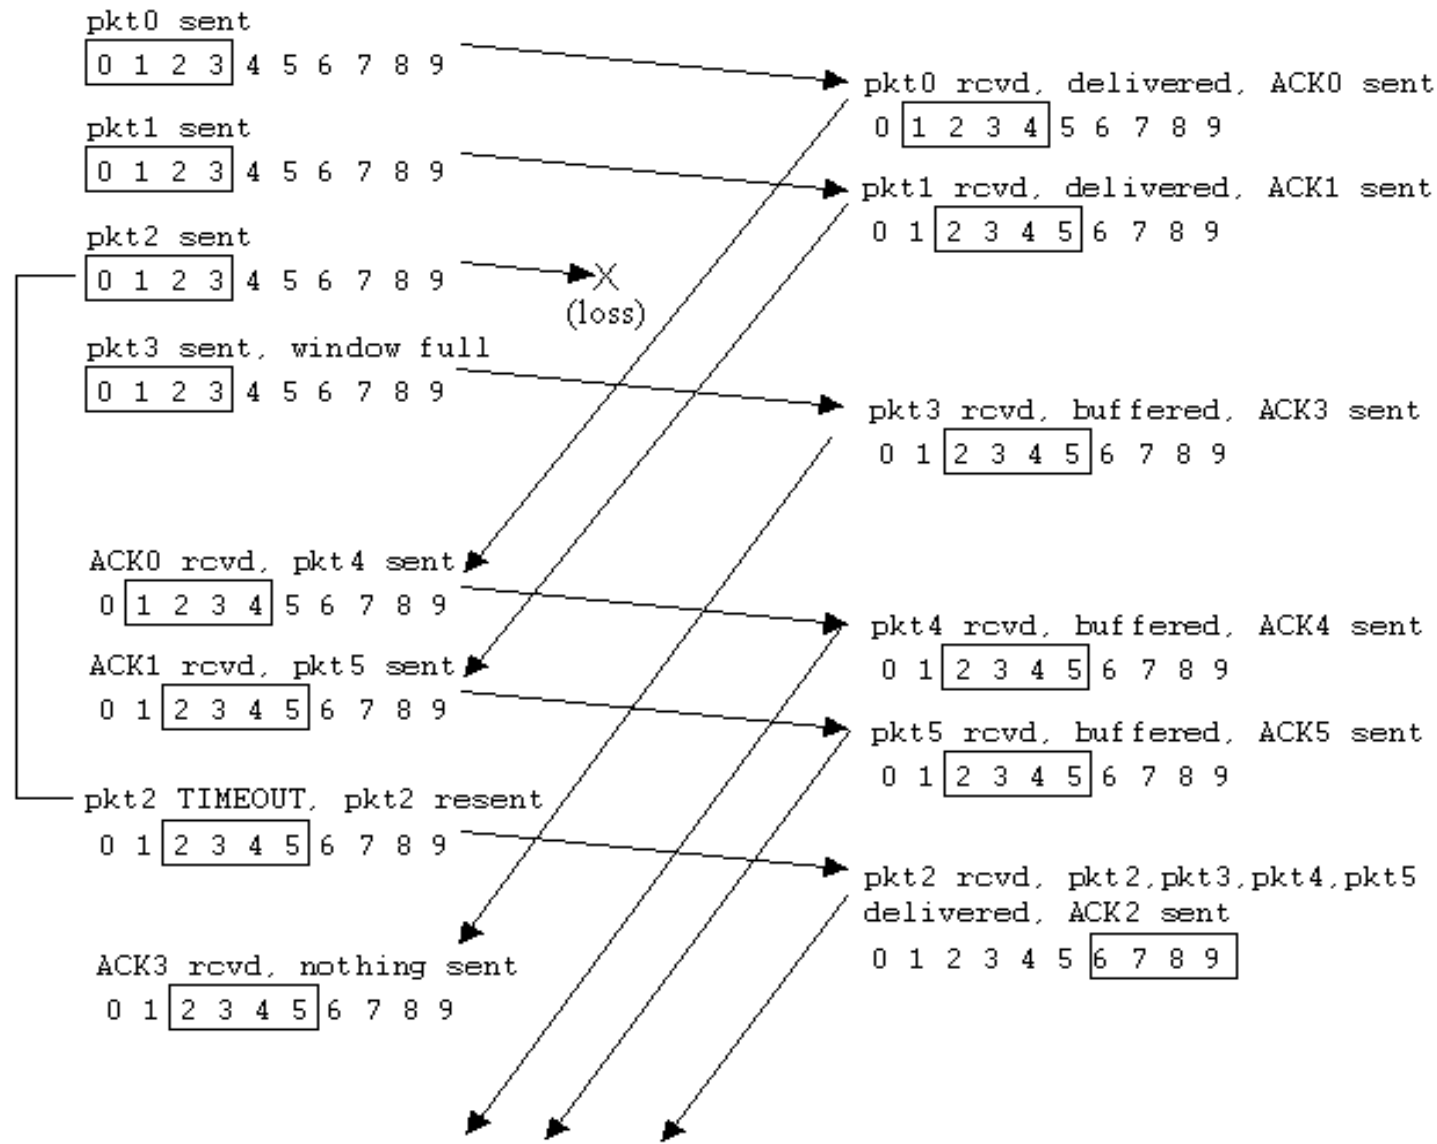 pkt0 sent
0 1 2 3 4 5 6 7 8 9
pkt0 rcvd, delivered, ACK0 sent
0 1 2 3 4 5 6 7 8 9
pkt1 sent
0 1 2 3 4 5 6 7 8 9
pkt1 rcvd, delivered, ACK1 sent
0 1 2 3 4 5 6 7 8 9
pkt2 sent
0 1 2 3 4 5 6 7 8 9
X
(loss)
pkt3 sent, window full
0 1 2 3 4 5 6 7 8 9
pkt3 rcvd, buffered, ACK3 sent
0 1 2 3 4 5 6 7 8 9
ACK0 rcvd, pkt4 sent
0 1 2 3 4 5 6 7 8 9
pkt4 rcvd, buffered, ACK4 sent
0 1 2 3 4 5 6 7 8 9
ACK1 rcvd, pkt5 sent
0 1 2 3 4 5 6 7 8 9
pkt5 rcvd, buffered, ACK5 sent
0 1 2 3 4 5 6 7 8 9
pkt2 TIMEOUT, pkt2 resent
0 1 2 3 4 5 6 7 8 9
pkt2 rcvd, pkt2,pkt3,pkt4,pkt5
delivered, ACK2 sent
0 1 2 3 4 5 6 7 8 9
ACK3 rcvd, nothing sent
0 1 2 3 4 5 6 7 8 9